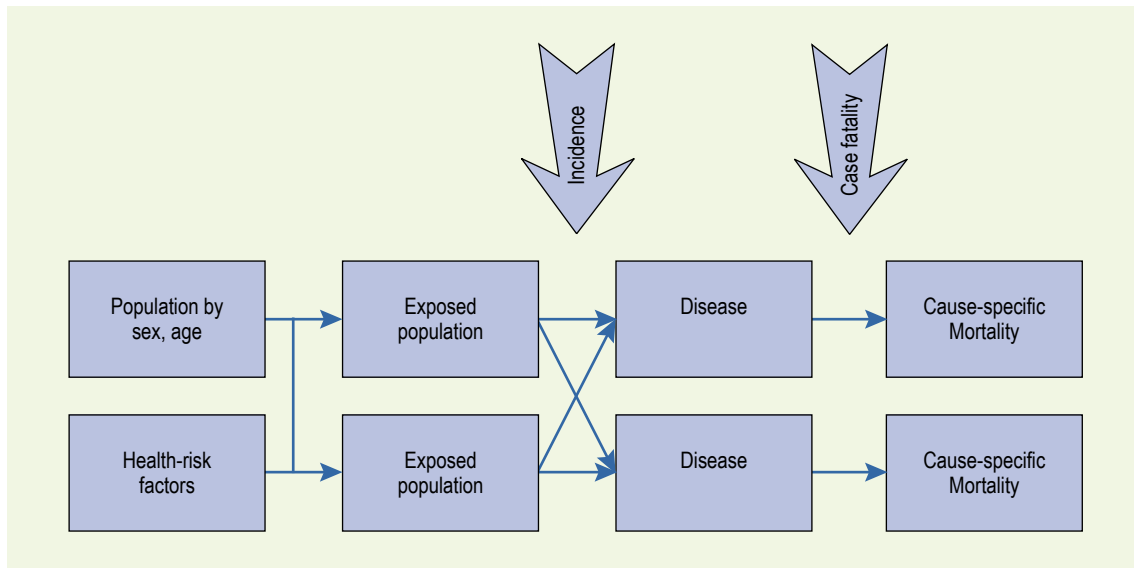 Incidence
Case fatality
Population by
sex, age
Exposed
population
Disease
Cause-specific
Mortality
Health-risk
factors
Exposed
population
Disease
Cause-specific
Mortality